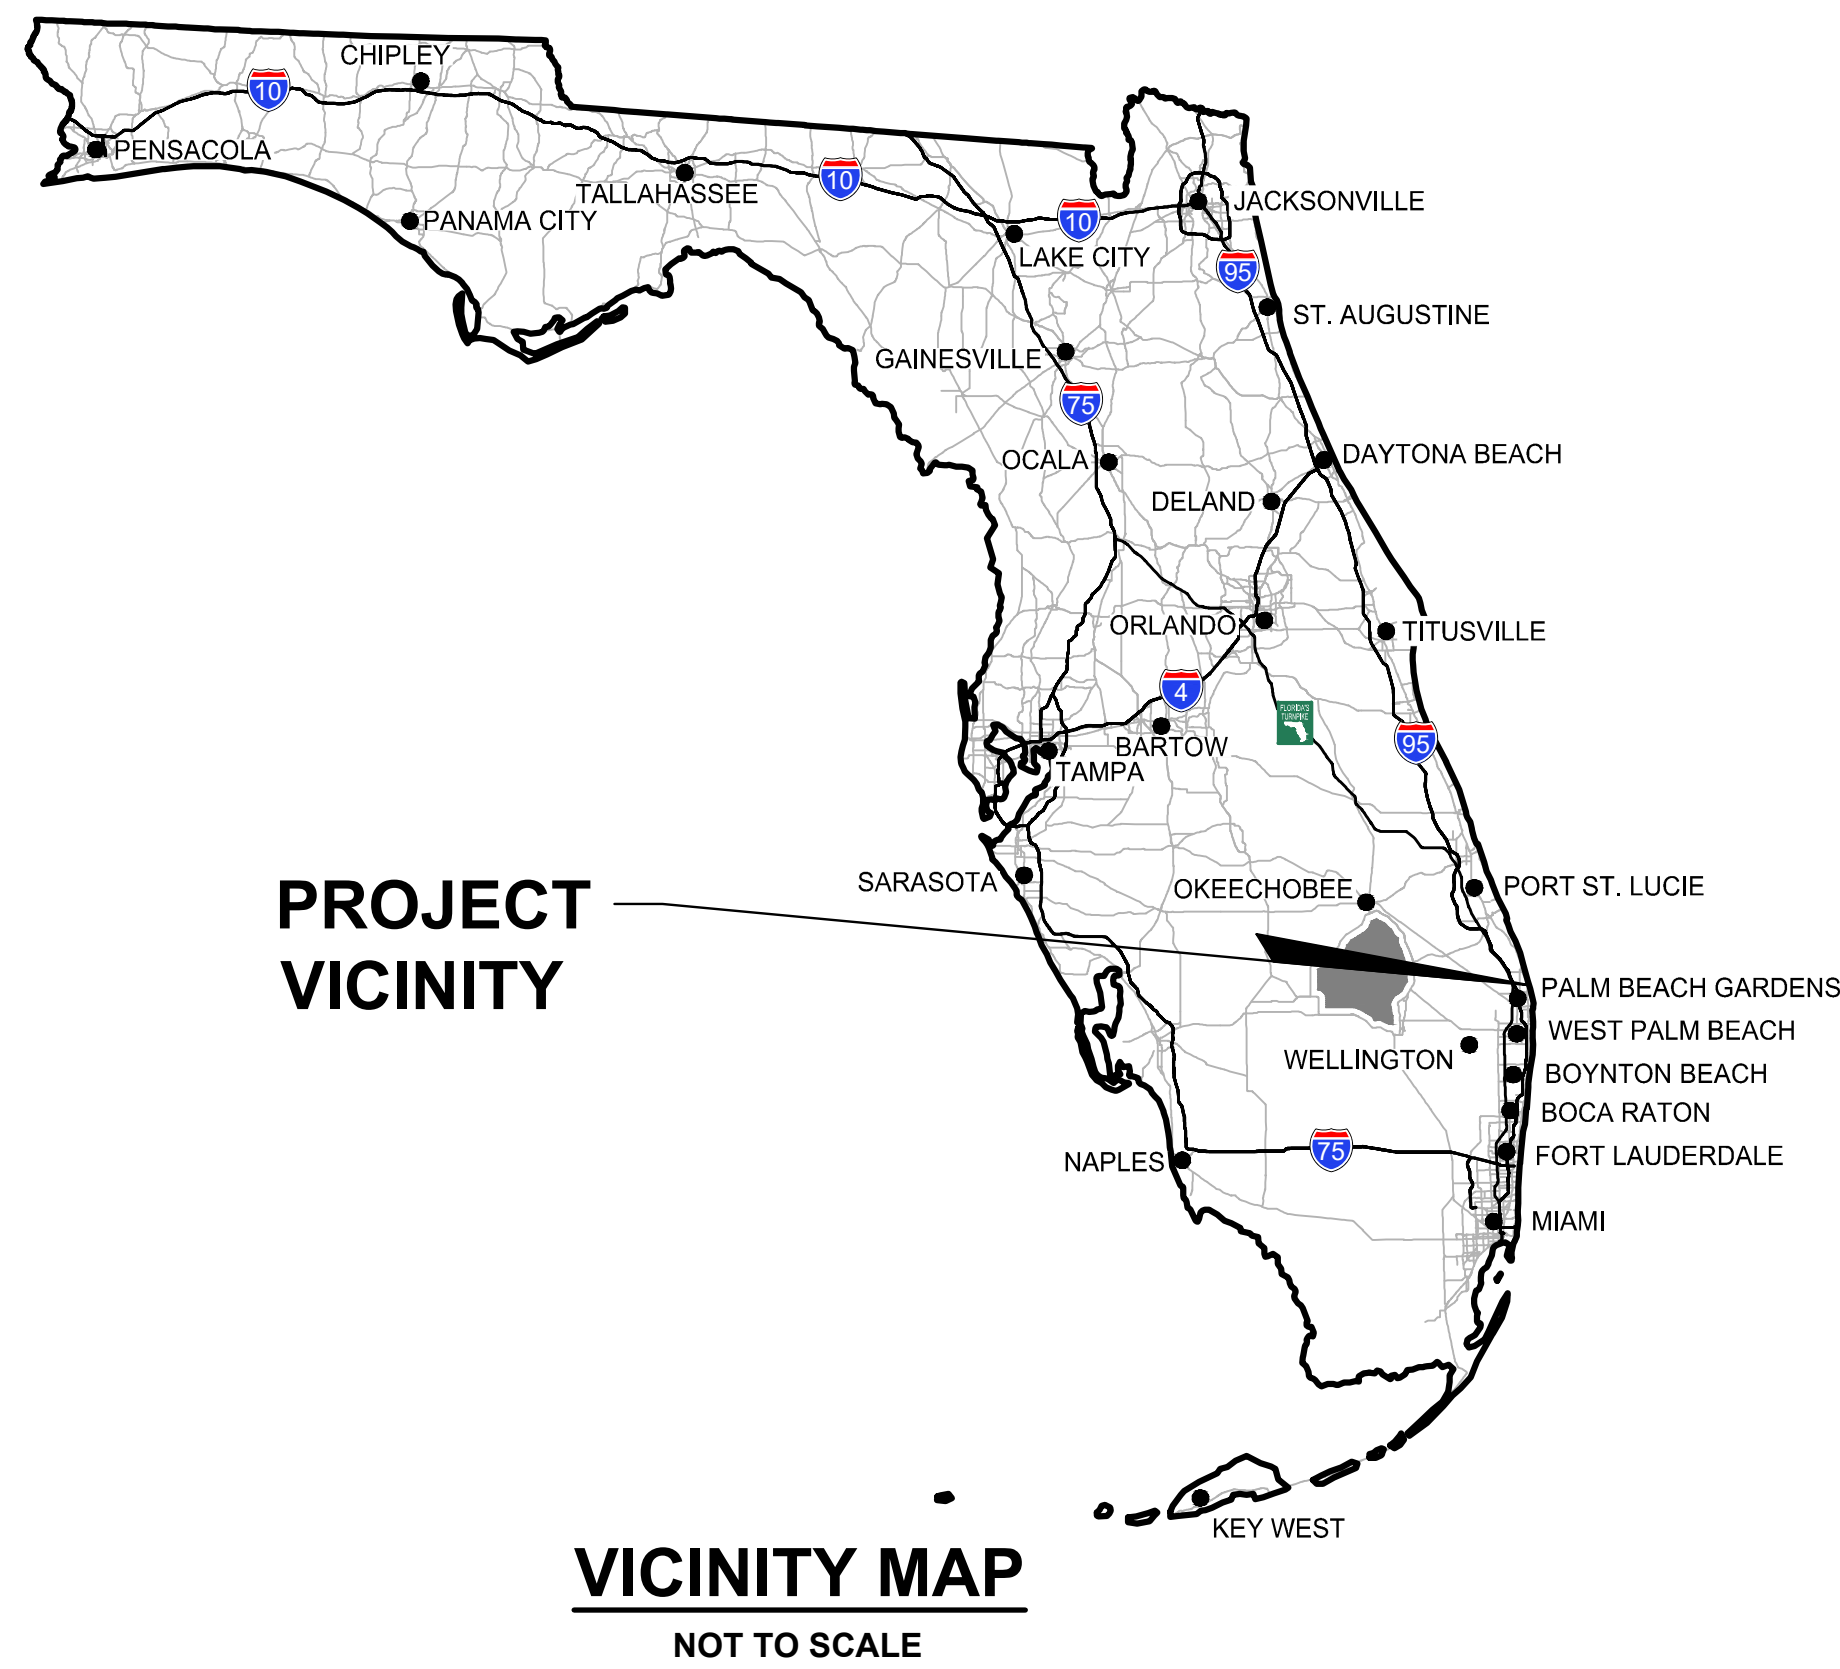 CHIPLEY
10
PENSACOLA
TALLAHASSEE
10
PANAMA CITY
10
JACKSONVILLE
LAKE CITY
95
ST. AUGUSTINE
GAINESVILLE
75
OCALA
DAYTONA BEACH
DELAND
ORLANDO
TITUSVILLE
4
FLORIDA'S
TURNPIKE
BARTOW
95
TAMPA
PROJECT
VICINITY
SARASOTA
OKEECHOBEE
PORT ST. LUCIE
PALM BEACH GARDENS
WEST PALM BEACH
WELLINGTON
BOYNTON BEACH
BOCA RATON
75
FORT LAUDERDALE
NAPLES
MIAMI
KEY WEST
VICINITY MAP
NOT TO SCALE